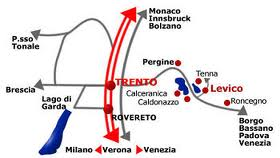 Monaco
Innsbruck
Bolzano
P.sso
Tonale
Pergine
Tenna
TRENTO
Levico
Brescia
Calceranica
Caldonazzo
Roncegno
Lago di
Garda
ROVERETO
Borgo
Bassano
Padova
Venezia
Milano Verona Venezia